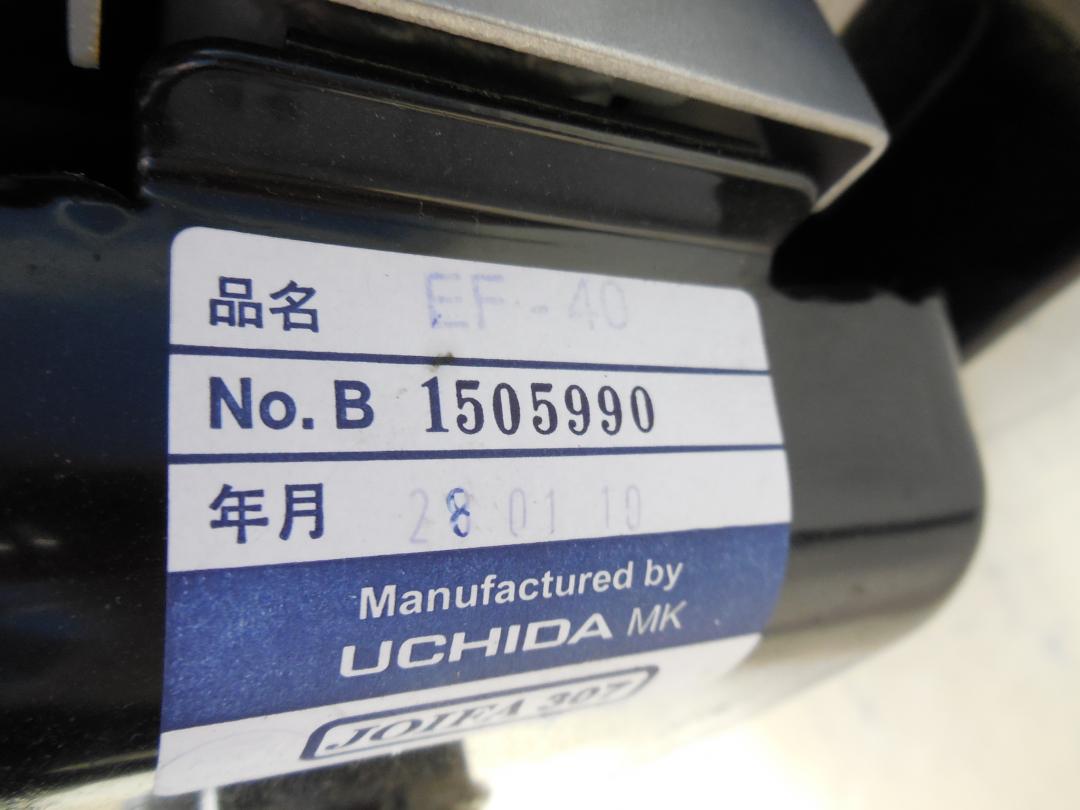 品名 EF-40
No. B 1505990
年月 28 01 10
Manufactured by
UCHIDA MK
JOIFA 307